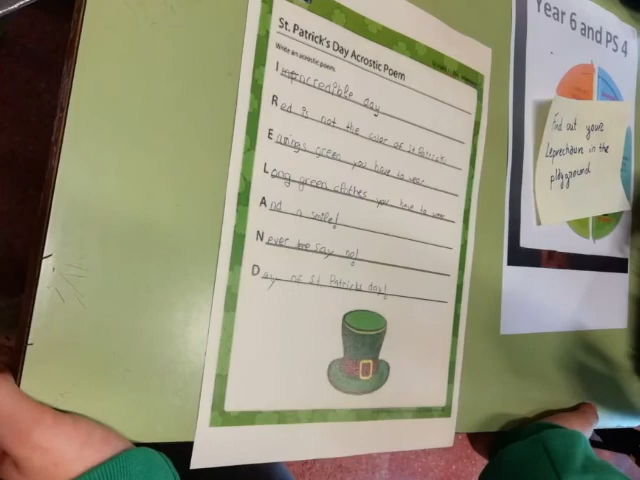 St. Patrick's Day Acrostic Poem
Write an acrostic poem.
Incredible day
Red is not the color of St Patrick
Earings green you have to wear
Long green clothes you have to wear
And a smile!
Never say no!
Day of St Patricks day!
Year 6 and PS 4
Find out your
Leprechaun in the
playground